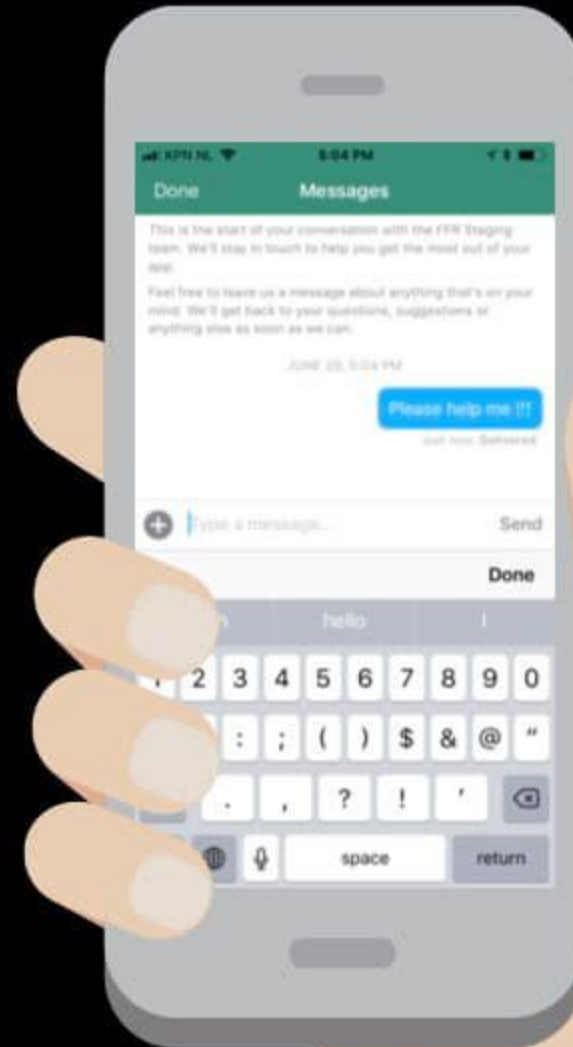 KPN NL 5:04 PM
Done Messages
This is the start of your conversation with the FFR Staging
team. We'll stay in touch to help you get the most out of your
app.
Feel free to leave us a message about anything that's on your
mind. We'll get back to your questions, suggestions or
anything else as soon as we can.
JUNE 29, 5:04 PM
Please help me !!!
Just now. Delivered
Type a message... Send
Done
hello I
2 3 4 5 6 7 8 9 0
: ; ( ) $ & @ "
. , ? ! '
space return